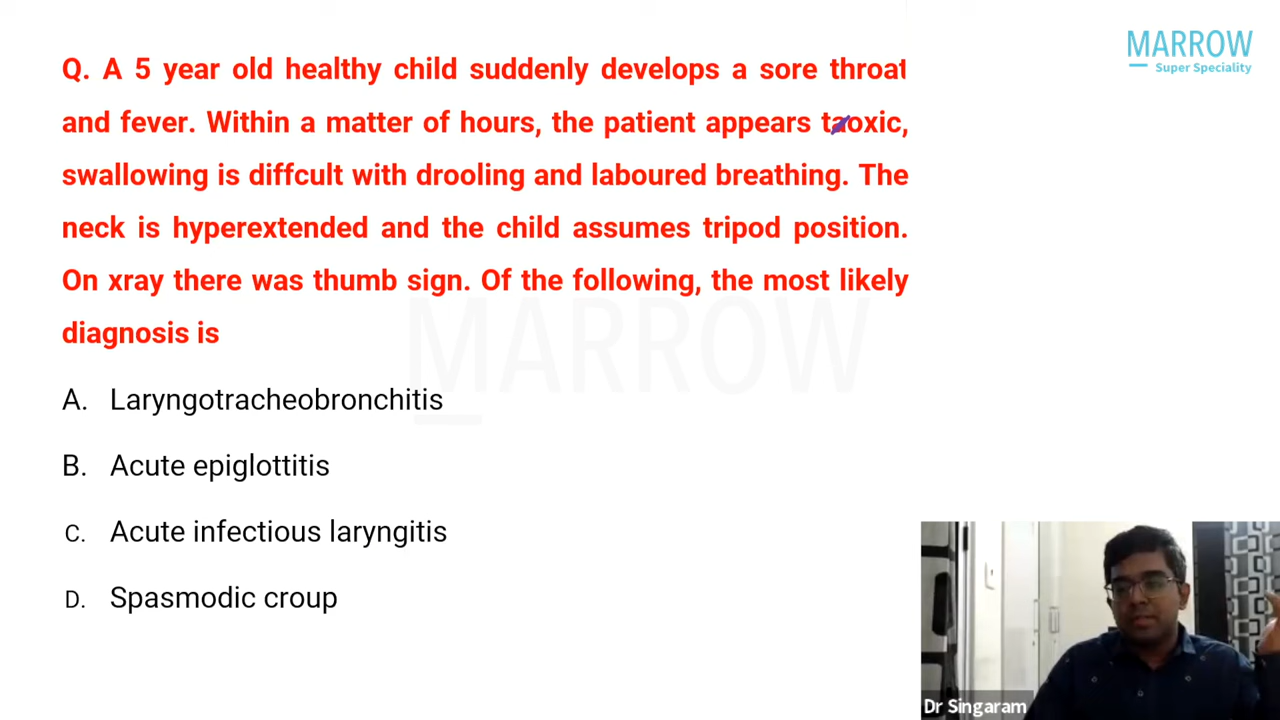 MARROW
Super Speciality
Q. A 5 year old healthy child suddenly develops a sore throat
and fever. Within a matter of hours, the patient appears taoxic,
swallowing is diffcult with drooling and laboured breathing. The
neck is hyperextended and the child assumes tripod position.
On xray there was thumb sign. Of the following, the most likely
diagnosis is
MARROW
A. Laryngotracheobronchitis
B. Acute epiglottitis
C. Acute infectious laryngitis
D. Spasmodic croup
Dr Singaram